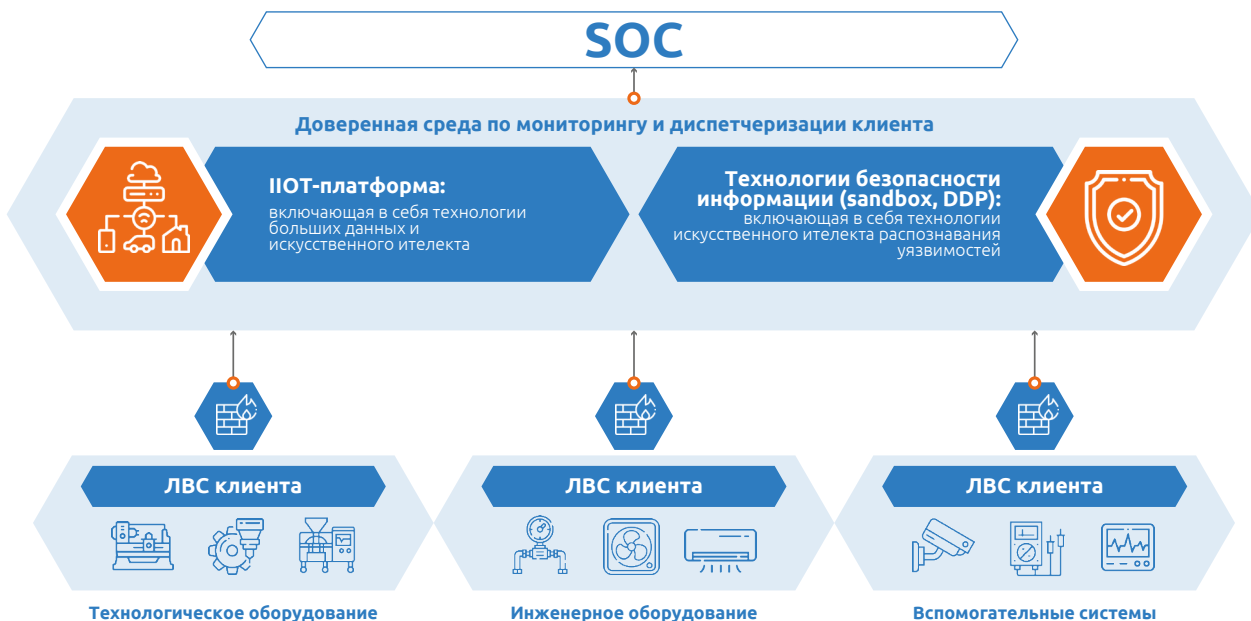 SOC
Доверенная среда по мониторингу и диспетчеризации клиента
IIOT-платформа:
включающая в себя технологии
больших данных и
искусственного ителекта
Технологии безопасности
информации (sandbox, DDP):
включающая в себя технологии
искусственного ителекта распознавания
уязвимостей
ЛВС клиента
ЛВС клиента
ЛВС клиента
Технологическое оборудование
Инженерное оборудование
Вспомогательные системы